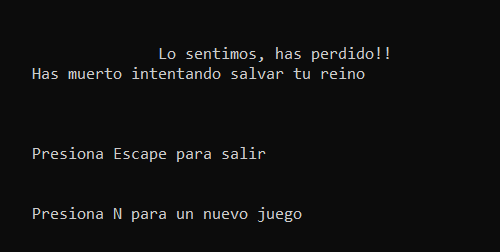 Lo sentimos, has perdido!!
Has muerto intentando salvar tu reino
Presiona Escape para salir
Presiona N para un nuevo juego